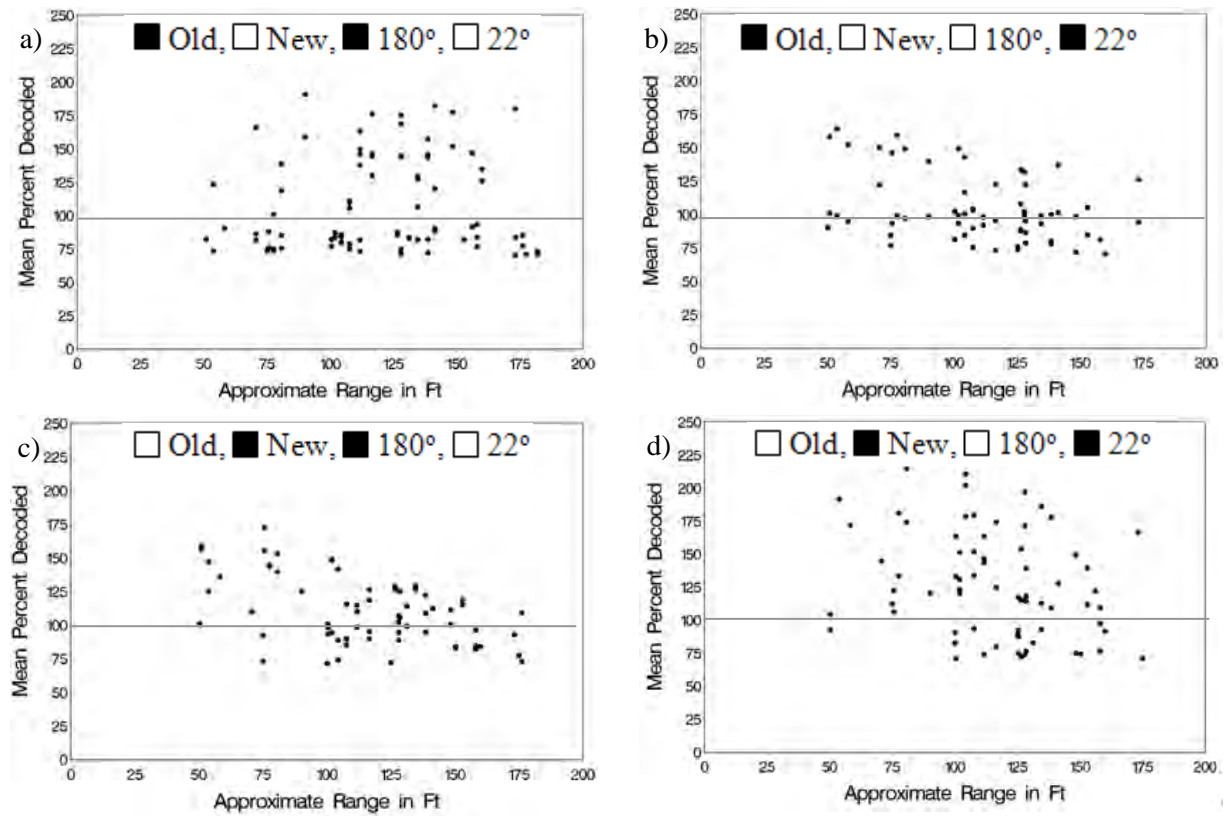 a) ■ Old, □ New, ■ 180°, □ 22°
250
225
200
175
150
125
100
75
50
25
0
Mean Percent Decoded
0 25 50 75 100 125 150 175 200
Approximate Range in Ft
b) ■ Old, □ New, □ 180°, ■ 22°
250
225
200
175
150
125
100
75
50
25
0
Mean Percent Decoded
0 25 50 75 100 125 150 175 200
Approximate Range in Ft
c) □ Old, ■ New, ■ 180°, □ 22°
250
225
200
175
150
125
100
75
50
25
0
Mean Percent Decoded
0 25 50 75 100 125 150 175 200
Approximate Range in Ft
d) □ Old, ■ New, □ 180°, ■ 22°
250
225
200
175
150
125
100
75
50
25
0
Mean Percent Decoded
0 25 50 75 100 125 150 175 200
Approximate Range in Ft